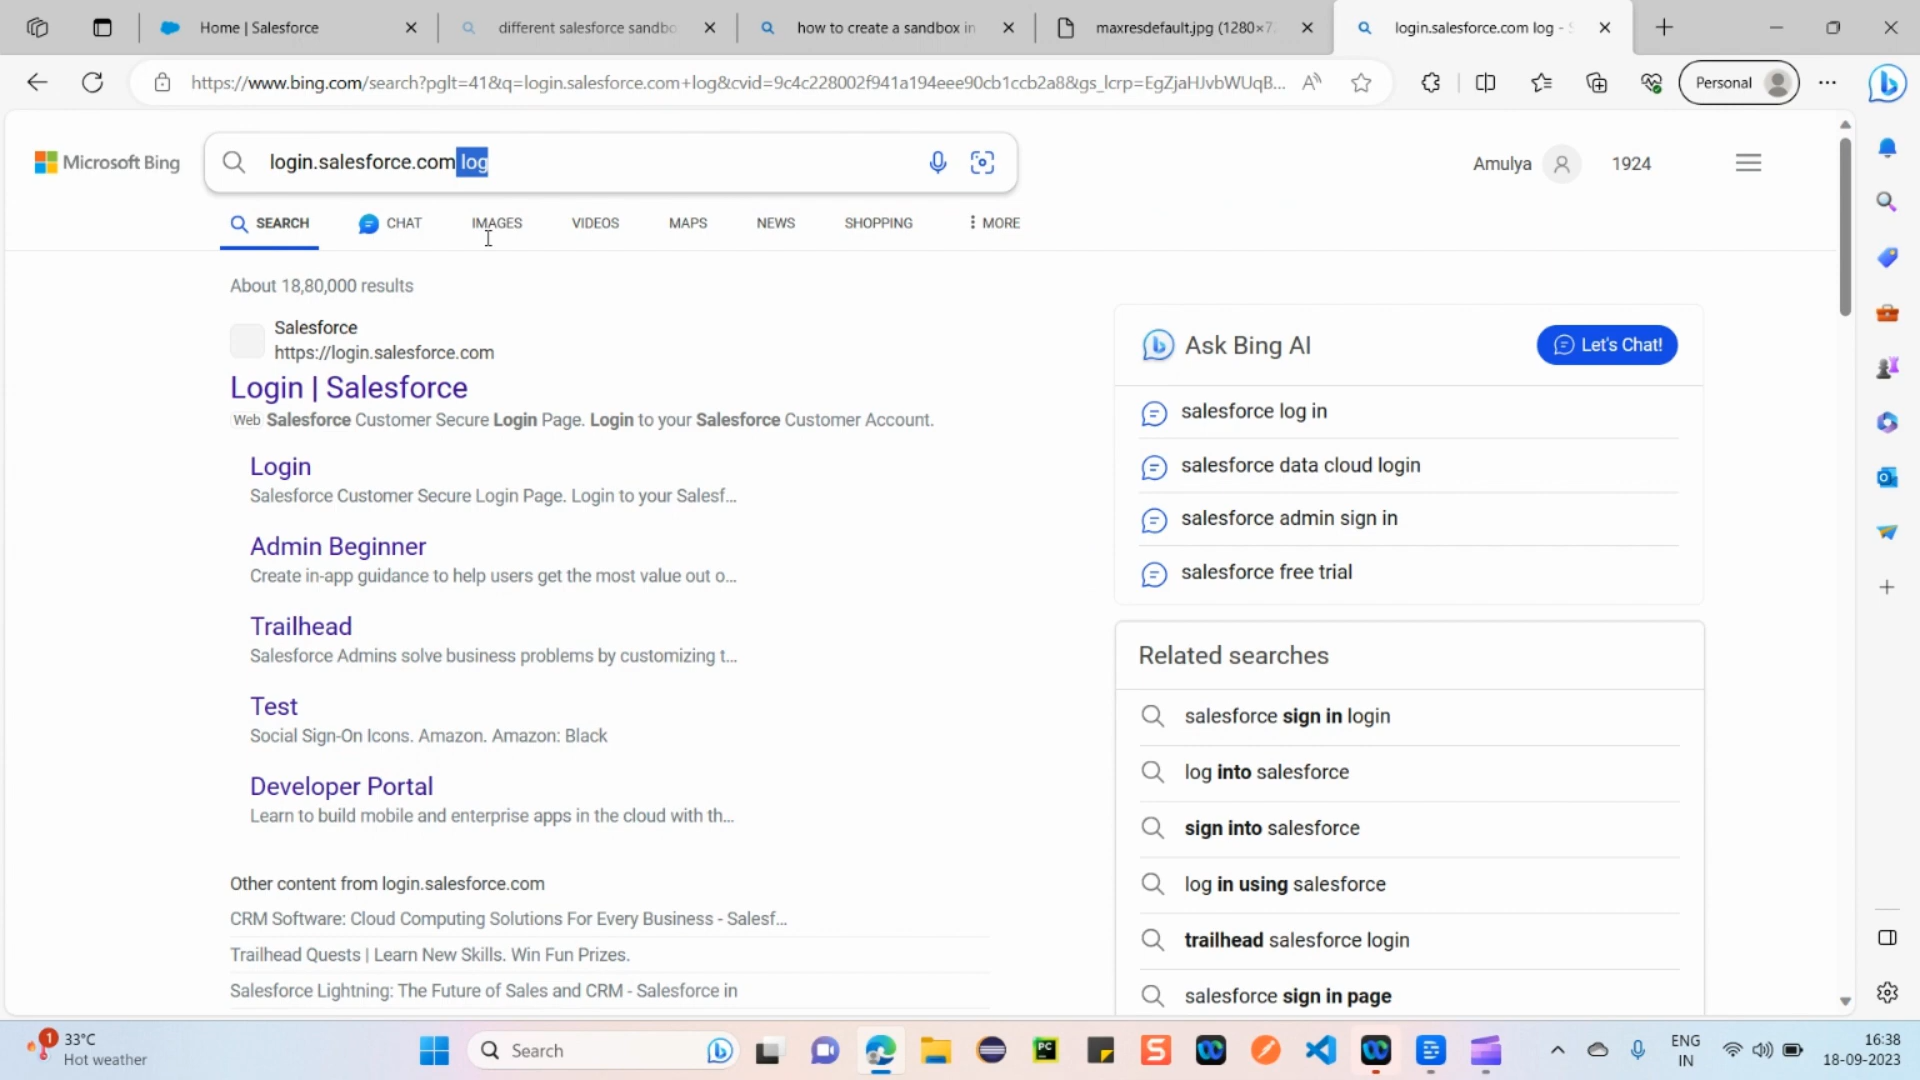 Home | Salesforce
different salesforce sandbo
how to create a sandbox in
maxresdefault.jpg (1280×7
login.salesforce.com log -
https://www.bing.com/search?pglt=41&q=login.salesforce.com+log&cvid=9c4c228002f941a194eee90cb1ccb2a8&gs_lcrp=EgZjaHJvbWUqB...
Personal
Microsoft Bing
login.salesforce.com log
Amulya
1924
SEARCH
CHAT
IMAGES
VIDEOS
MAPS
NEWS
SHOPPING
MORE
About 18,80,000 results
Salesforce
https://login.salesforce.com
Login | Salesforce
Web Salesforce Customer Secure Login Page. Login to your Salesforce Customer Account.
Login
Salesforce Customer Secure Login Page. Login to your Salesf...
Admin Beginner
Create in-app guidance to help users get the most value out o...
Trailhead
Salesforce Admins solve business problems by customizing t...
Test
Social Sign-On Icons. Amazon. Amazon: Black
Developer Portal
Learn to build mobile and enterprise apps in the cloud with th...
Other content from login.salesforce.com
CRM Software: Cloud Computing Solutions For Every Business - Salesf...
Trailhead Quests | Learn New Skills. Win Fun Prizes.
Salesforce Lightning: The Future of Sales and CRM - Salesforce in
Ask Bing AI
Let's Chat!
salesforce log in
salesforce data cloud login
salesforce admin sign in
salesforce free trial
Related searches
salesforce sign in login
log into salesforce
sign into salesforce
log in using salesforce
trailhead salesforce login
salesforce sign in page
1
33°C
Hot weather
Search
PC
S
ENG
IN
16:38
18-09-2023